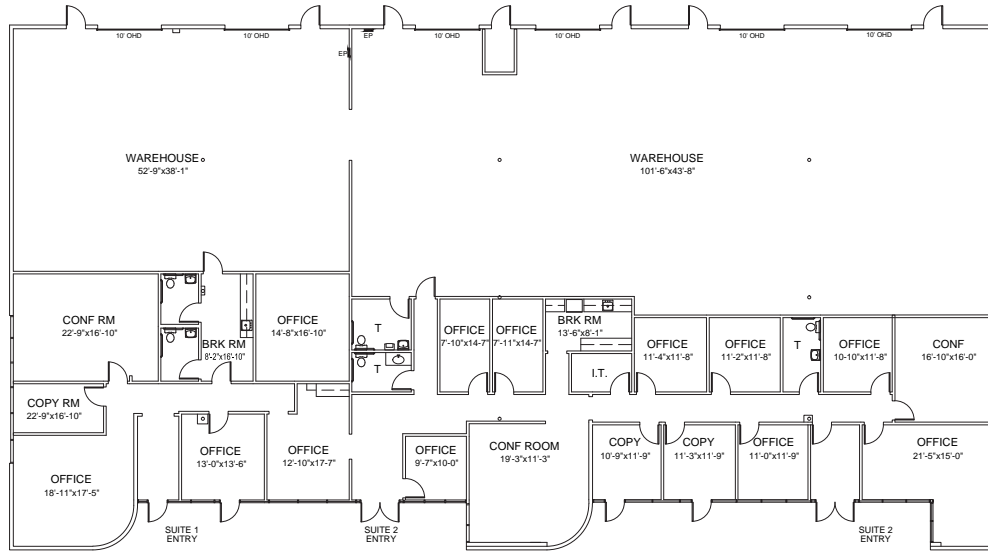 10' OHD
10' OHD
EP
EP
10' OHD
10' OHD
10' OHD
10' OHD
WAREHOUSE
52'-9"x38'-1"
WAREHOUSE
101'-6"x43'-8"
CONF RM
22'-9"x16'-10"
BRK RM
8'-2"x16'-10"
OFFICE
14'-8"x16'-10"
T
T
OFFICE
7'-10"x14'-7"
OFFICE
7'-11"x14'-7"
BRK RM
13'-6"x8'-1"
I.T.
OFFICE
11'-4"x11'-8"
OFFICE
11'-2"x11'-8"
T
OFFICE
10'-10"x11'-8"
CONF
16'-10"x16'-0"
COPY RM
22'-9"x16'-10"
OFFICE
18'-11"x17'-5"
OFFICE
13'-0"x13'-6"
OFFICE
12'-10"x17'-7"
OFFICE
9'-7"x10'-0"
CONF ROOM
19'-3"x11'-3"
COPY
10'-9"x11'-9"
COPY
11'-3"x11'-9"
OFFICE
11'-0"x11'-9"
OFFICE
21'-5"x15'-0"
SUITE 1
ENTRY
SUITE 2
ENTRY
SUITE 2
ENTRY